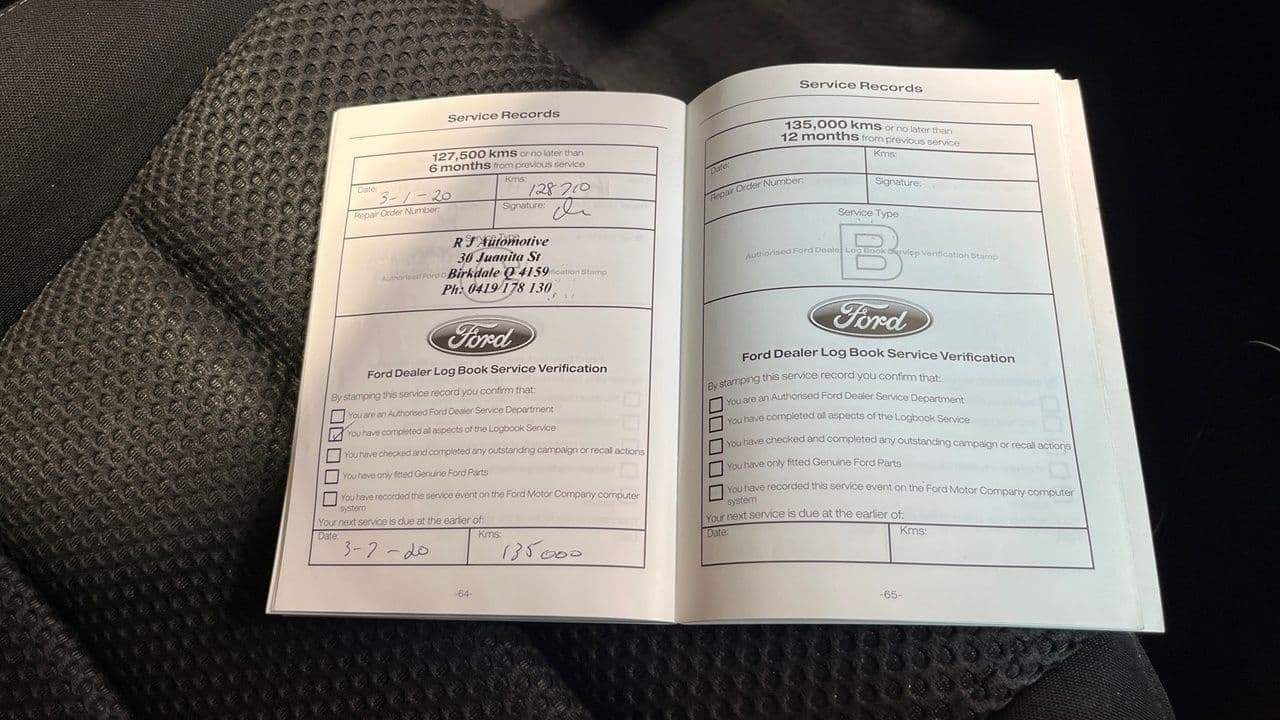 Service Records
127,500 kms or no later than
6 months from previous service
Date: 3-1-20
Kms: 128710
Repair Order Number:
Signature:
Service Type
R J Automotive
30 Juanita St
Authorised Ford D Birkdale Q 4159 ification Stamp
Ph: 0419 178 130
Ford
Ford Dealer Log Book Service Verification
By stamping this service record you confirm that:
You are an Authorised Ford Dealer Service Department
You have completed all aspects of the Logbook Service
You have checked and completed any outstanding campaign or recall actions
You have only fitted Genuine Ford Parts
You have recorded this service event on the Ford Motor Company computer
system
Your next service is due at the earlier of:
Date: 3-7-20
Kms: 135000
-64-
Service Records
135,000 kms or no later than
12 months from previous service
Date:
Kms:
Repair Order Number:
Signature:
Service Type
B
Authorised Ford Dealer Log Book Service Verification Stamp
Ford
Ford Dealer Log Book Service Verification
By stamping this service record you confirm that:
You are an Authorised Ford Dealer Service Department
You have completed all aspects of the Logbook Service
You have checked and completed any outstanding campaign or recall actions
You have only fitted Genuine Ford Parts
You have recorded this service event on the Ford Motor Company computer
system
Your next service is due at the earlier of:
Date:
Kms:
-65-